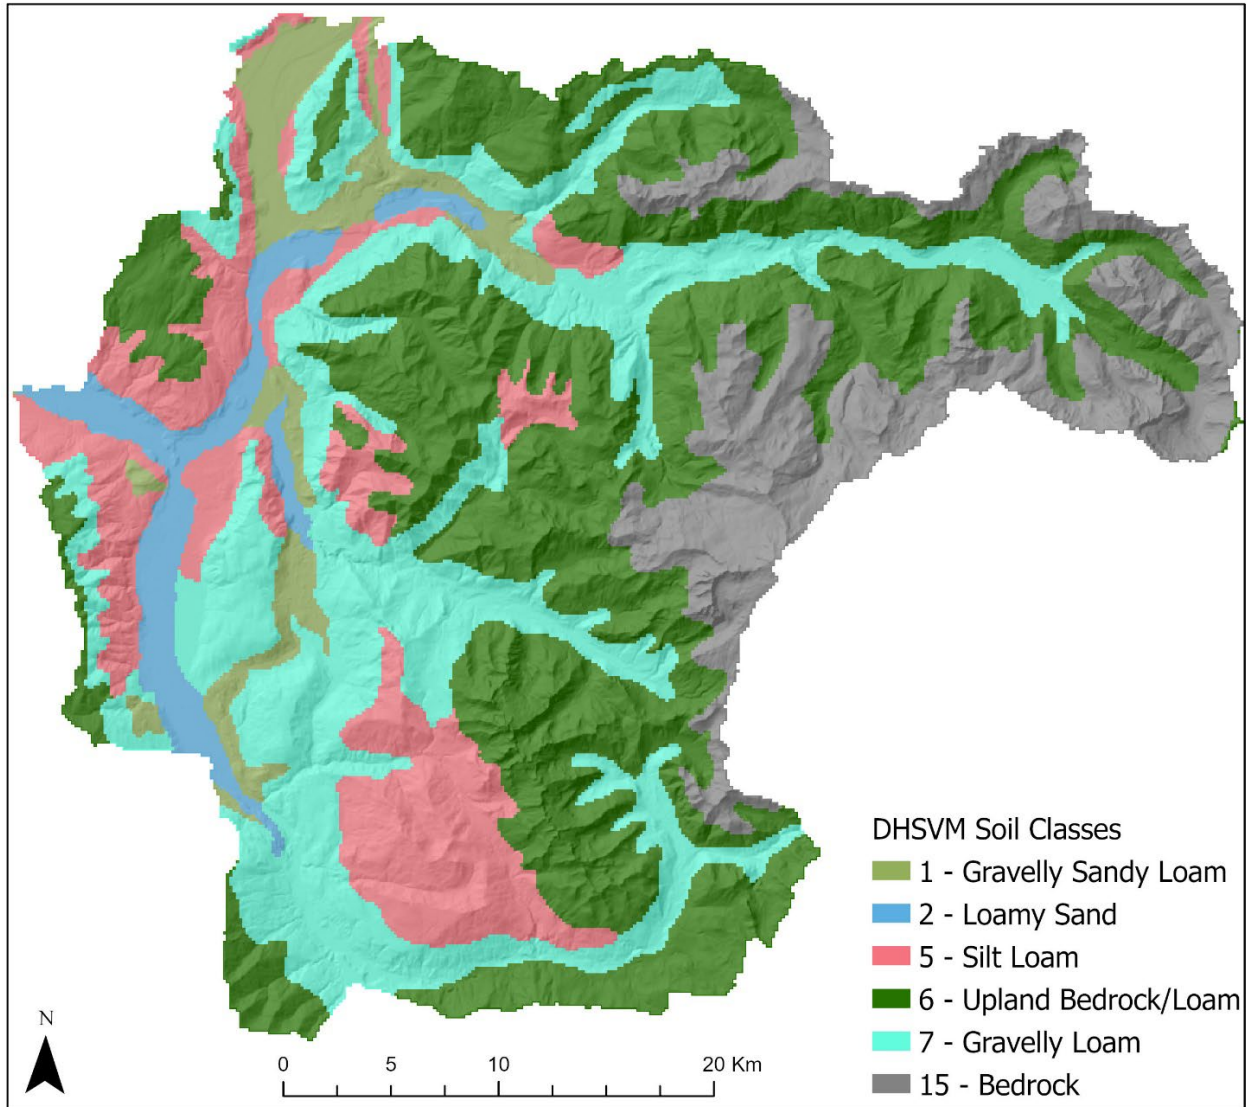 DHSVM Soil Classes
1 - Gravelly Sandy Loam
2 - Loamy Sand
5 - Silt Loam
6 - Upland Bedrock/Loam
7 - Gravelly Loam
15 - Bedrock
N
0 5 10 20 Km